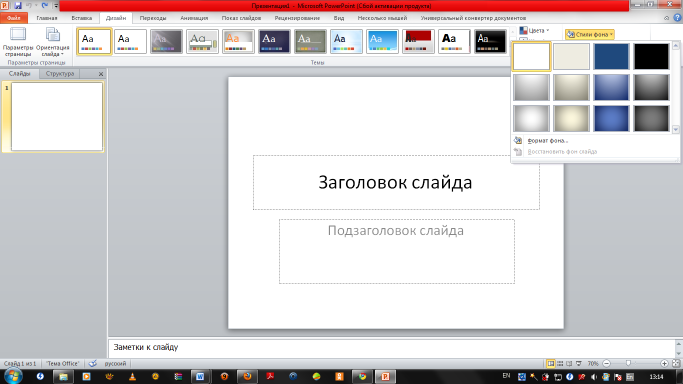 Презентация1 - Microsoft PowerPoint (Сбой активации продукта)
Файл Главная Вставка Дизайн Переходы Анимация Показ слайдов Рецензирование Вид Несколько мышей Универсальный конвертер документов
Параметры страницы
Ориентация слайда
Aa Aa Aa Aa Aa Aa Aa Aa Aa Aa Aa
Цвета
Стили фона
Параметры страницы
Темы
Формат фона...
Восстановить фон слайда
Слайды Структура
1
Заголовок слайда
Подзаголовок слайда
Заметки к слайду
Слайд 1 из 1 "Тема Office" русский 70%
EN 13:14